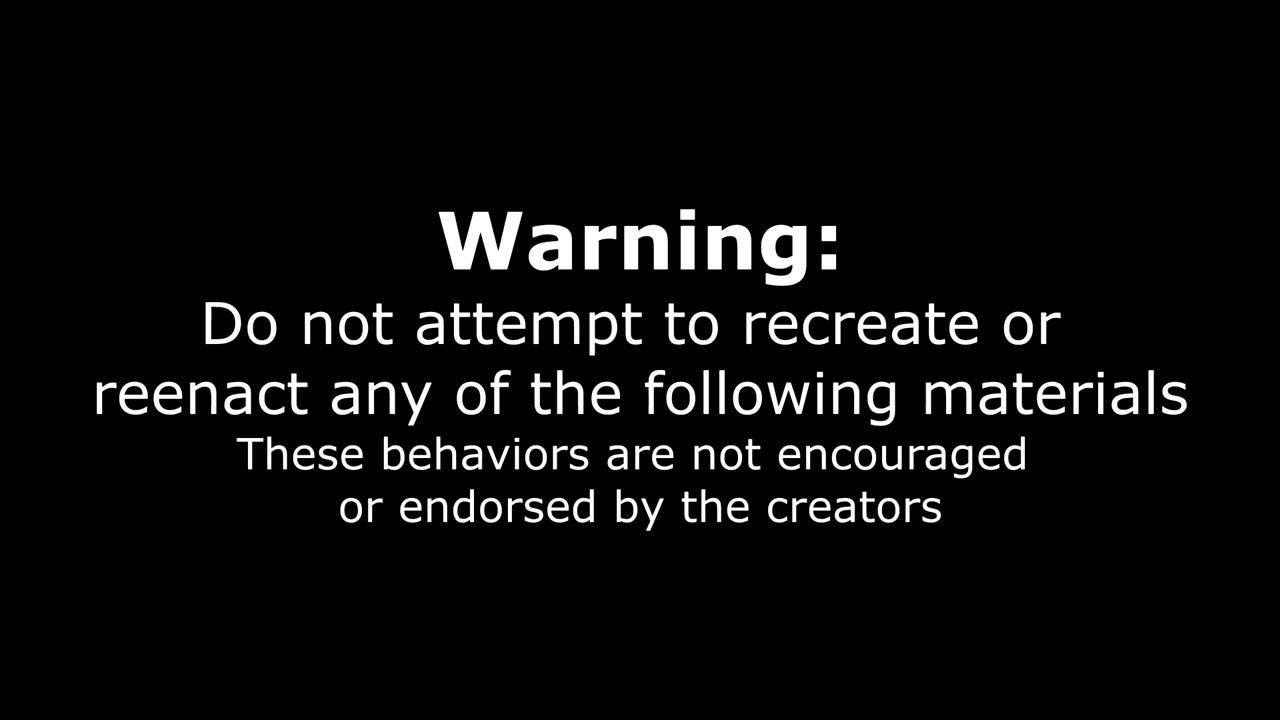 Warning:
Do not attempt to recreate or
reenact any of the following materials
These behaviors are not encouraged
or endorsed by the creators